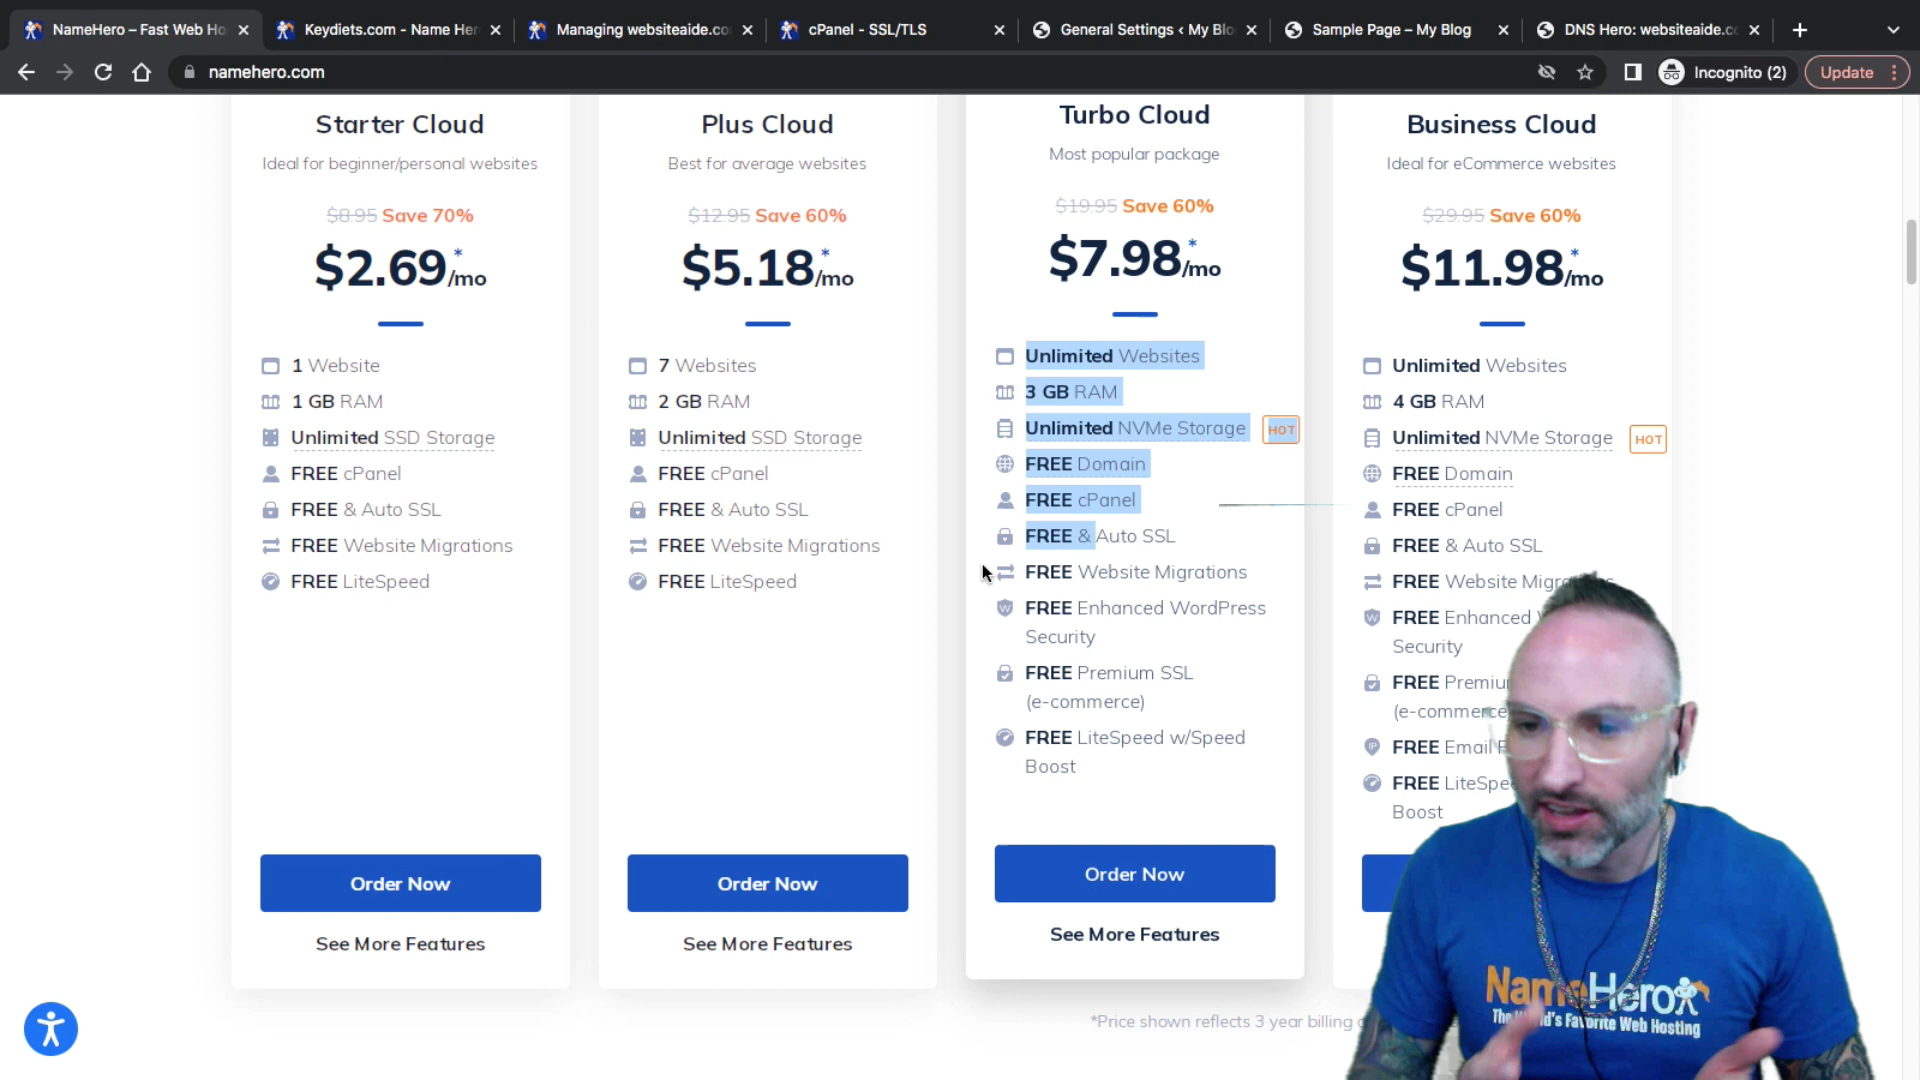 NameHero – Fast Web Ho
Keydiets.com - Name Her
Managing websiteaide.co
cPanel - SSL/TLS
General Settings ‹ My Blo
Sample Page – My Blog
DNS Hero: websiteaide.c
namehero.com
Incognito (2)
Update
Starter Cloud
Ideal for beginner/personal websites
$8.95 Save 70%
$2.69*/mo
1 Website
1 GB RAM
Unlimited SSD Storage
FREE cPanel
FREE & Auto SSL
FREE Website Migrations
FREE LiteSpeed
Order Now
See More Features
Plus Cloud
Best for average websites
$12.95 Save 60%
$5.18*/mo
7 Websites
2 GB RAM
Unlimited SSD Storage
FREE cPanel
FREE & Auto SSL
FREE Website Migrations
FREE LiteSpeed
Order Now
See More Features
Turbo Cloud
Most popular package
$19.95 Save 60%
$7.98*/mo
Unlimited Websites
3 GB RAM
Unlimited NVMe Storage HOT
FREE Domain
FREE cPanel
FREE & Auto SSL
FREE Website Migrations
FREE Enhanced WordPress
Security
FREE Premium SSL
(e-commerce)
FREE LiteSpeed w/Speed
Boost
Order Now
See More Features
Business Cloud
Ideal for eCommerce websites
$29.95 Save 60%
$11.98*/mo
Unlimited Websites
4 GB RAM
Unlimited NVMe Storage HOT
FREE Domain
FREE cPanel
FREE & Auto SSL
FREE Website Migrations
FREE Enhanced
Security
FREE Premiu
(e-commerce)
FREE Email
FREE LiteSpee
Boost
*Price shown reflects 3 year billing
NameHero
The World's Favorite Web Hosting